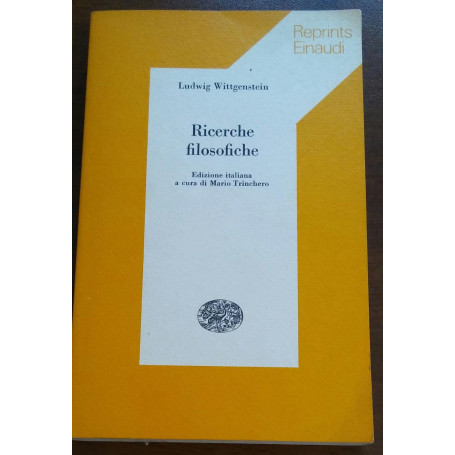 Reprints
Einaudi
Ludwig Wittgenstein
Ricerche
filosofiche
Edizione italiana
a cura di Mario Trinchero